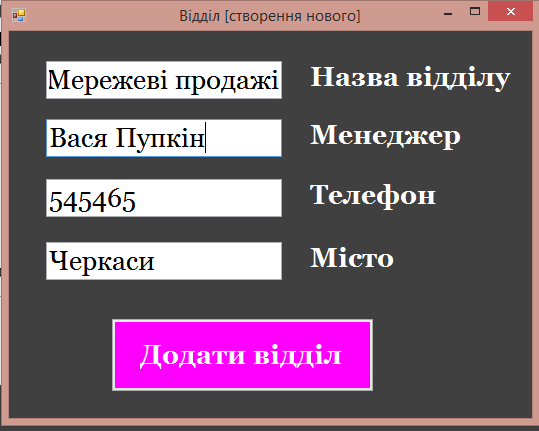 Відділ [створення нового]
Мережеві продажі Назва відділу
Вася Пупкін Менеджер
545465 Телефон
Черкаси Місто
Додати відділ